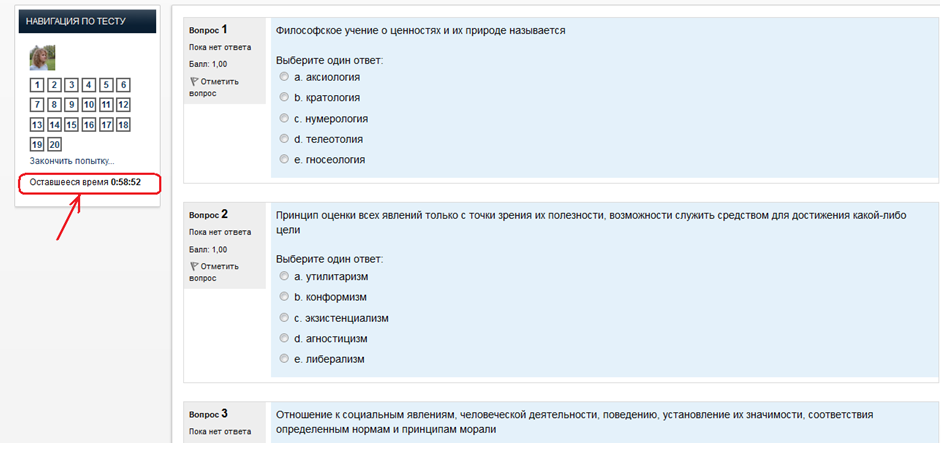 НАВИГАЦИЯ ПО ТЕСТУ
1 2 3 4 5 6
7 8 9 10 11 12
13 14 15 16 17 18
19 20
Закончить попытку...
Оставшееся время 0:58:52
Вопрос 1
Пока нет ответа
Балл: 1,00
Отметить
вопрос
Философское учение о ценностях и их природе называется
Выберите один ответ:
a. аксиология
b. кратология
c. нумерология
d. телеотолия
e. гносеология
Вопрос 2
Пока нет ответа
Балл: 1,00
Отметить
вопрос
Принцип оценки всех явлений только с точки зрения их полезности, возможности служить средством для достижения какой-либо
цели
Выберите один ответ:
a. утилитаризм
b. конформизм
c. экзистенциализм
d. агностицизм
e. либерализм
Вопрос 3
Пока нет ответа
Отношение к социальным явлениям, человеческой деятельности, поведению, установление их значимости, соответствия
определенным нормам и принципам морали